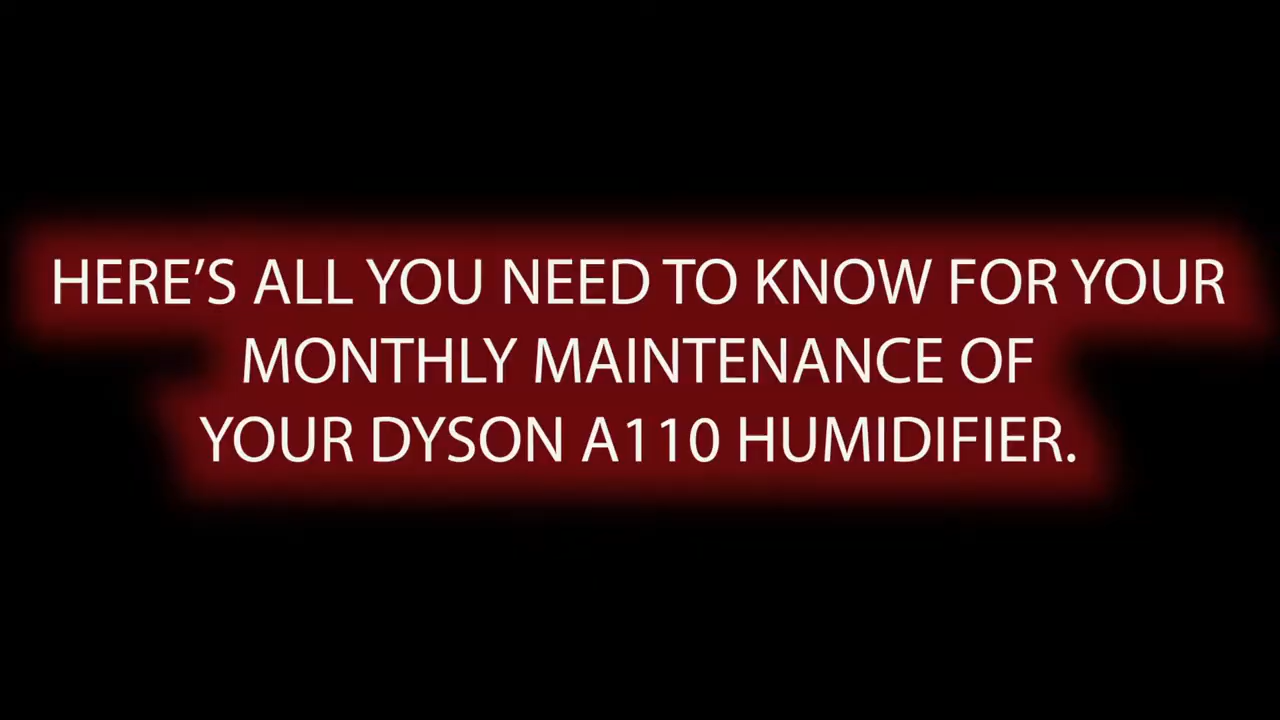 HERE’S ALL YOU NEED TO KNOW FOR YOUR
MONTHLY MAINTENANCE OF
YOUR DYSON A110 HUMIDIFIER.